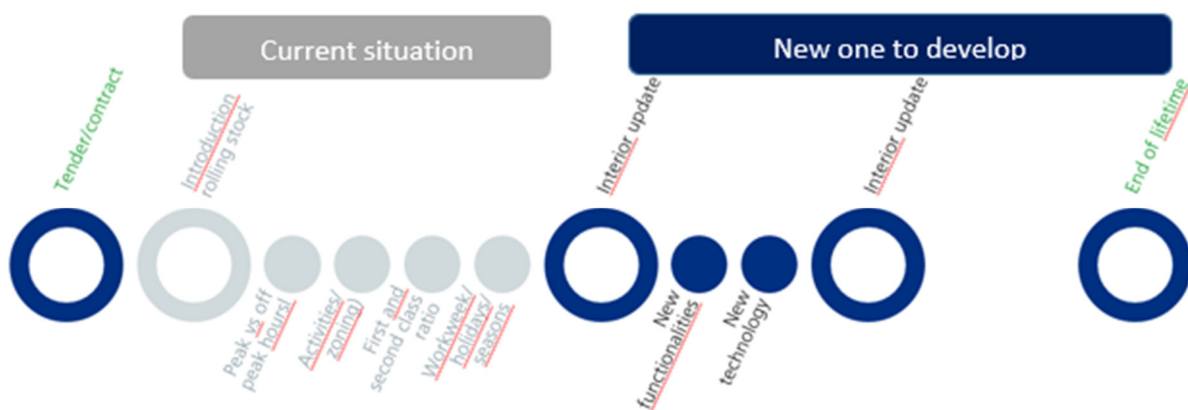 Current situation
New one to develop
Tender/contract
Introduction
rolling stock
Interior update
Interior update
End of lifetime
Peak vs off
peak hours!
Activities/
zoning)
First and
second class
ratio
Workweek/
holidays/
seasons
New
functionalities
New
technology